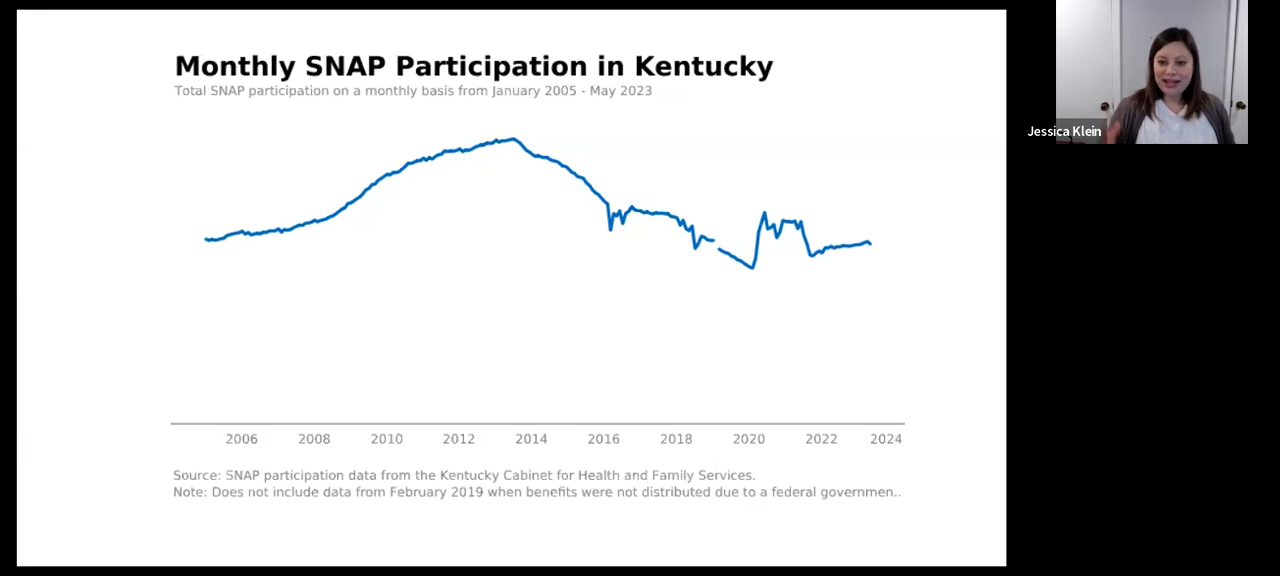 Monthly SNAP Participation in Kentucky
Total SNAP participation on a monthly basis from January 2005 - May 2023
Jessica Klein
2006 2008 2010 2012 2014 2016 2018 2020 2022 2024
Source: SNAP participation data from the Kentucky Cabinet for Health and Family Services.
Note: Does not include data from February 2019 when benefits were not distributed due to a federal governmen..